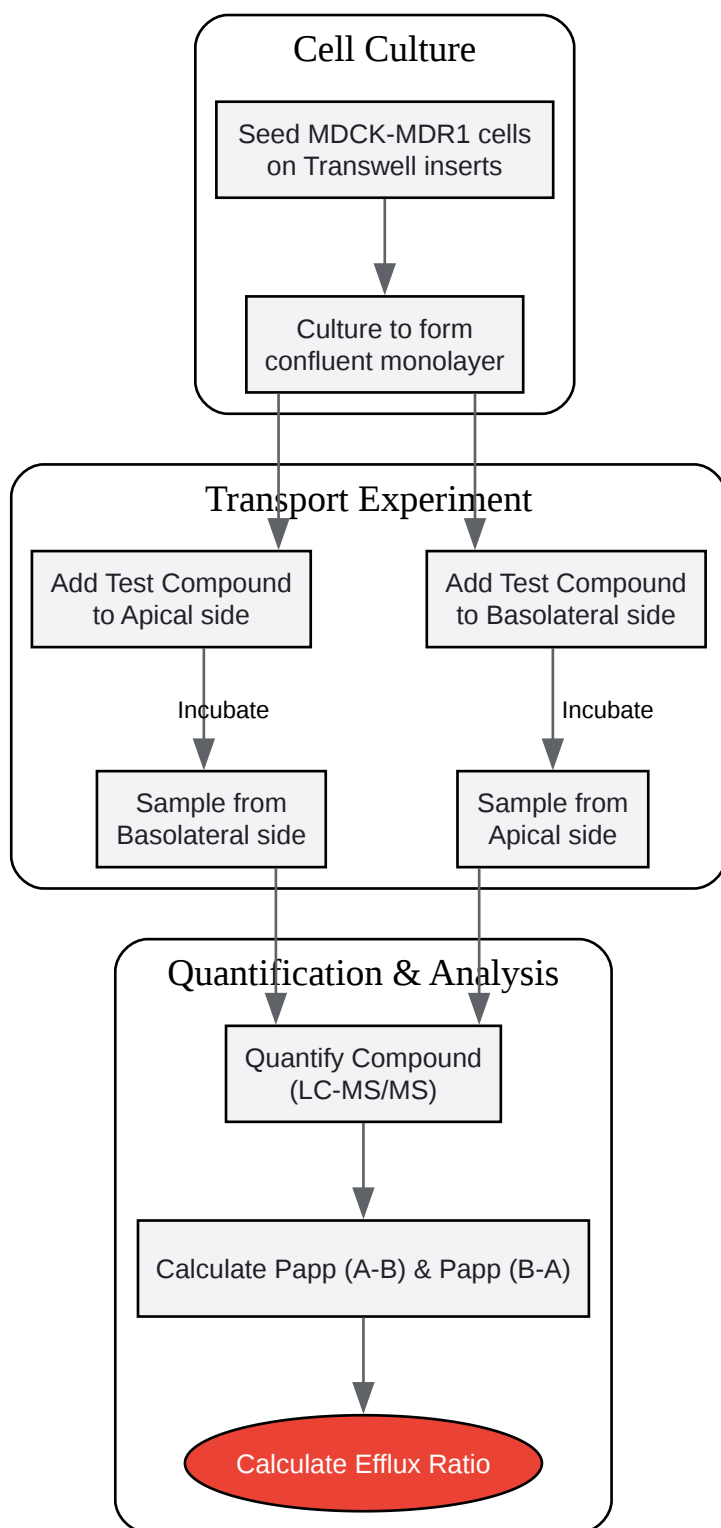 Cell Culture
Seed MDCK-MDR1 cells
on Transwell inserts
Culture to form
confluent monolayer
Transport Experiment
Add Test Compound
to Apical side
Add Test Compound
to Basolateral side
Incubate
Incubate
Sample from
Basolateral side
Sample from
Apical side
Quantification & Analysis
Quantify Compound
(LC-MS/MS)
Calculate Papp (A-B) & Papp (B-A)
Calculate Efflux Ratio